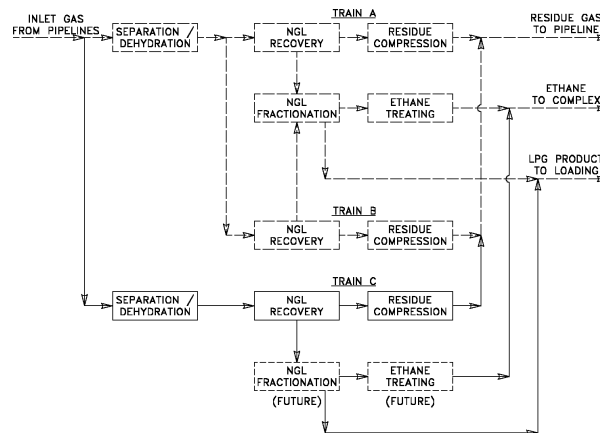 INLET GAS
FROM PIPELINES
SEPARATION /
DEHYDRATION
TRAIN A
NGL
RECOVERY
RESIDUE
COMPRESSION
RESIDUE GAS
TO PIPELINE
NGL
FRACTIONATION
ETHANE
TREATING
ETHANE
TO COMPLEX
LPG PRODUCT
TO LOADING
TRAIN B
NGL
RECOVERY
RESIDUE
COMPRESSION
TRAIN C
SEPARATION /
DEHYDRATION
NGL
RECOVERY
RESIDUE
COMPRESSION
NGL
FRACTIONATION
(FUTURE)
ETHANE
TREATING
(FUTURE)